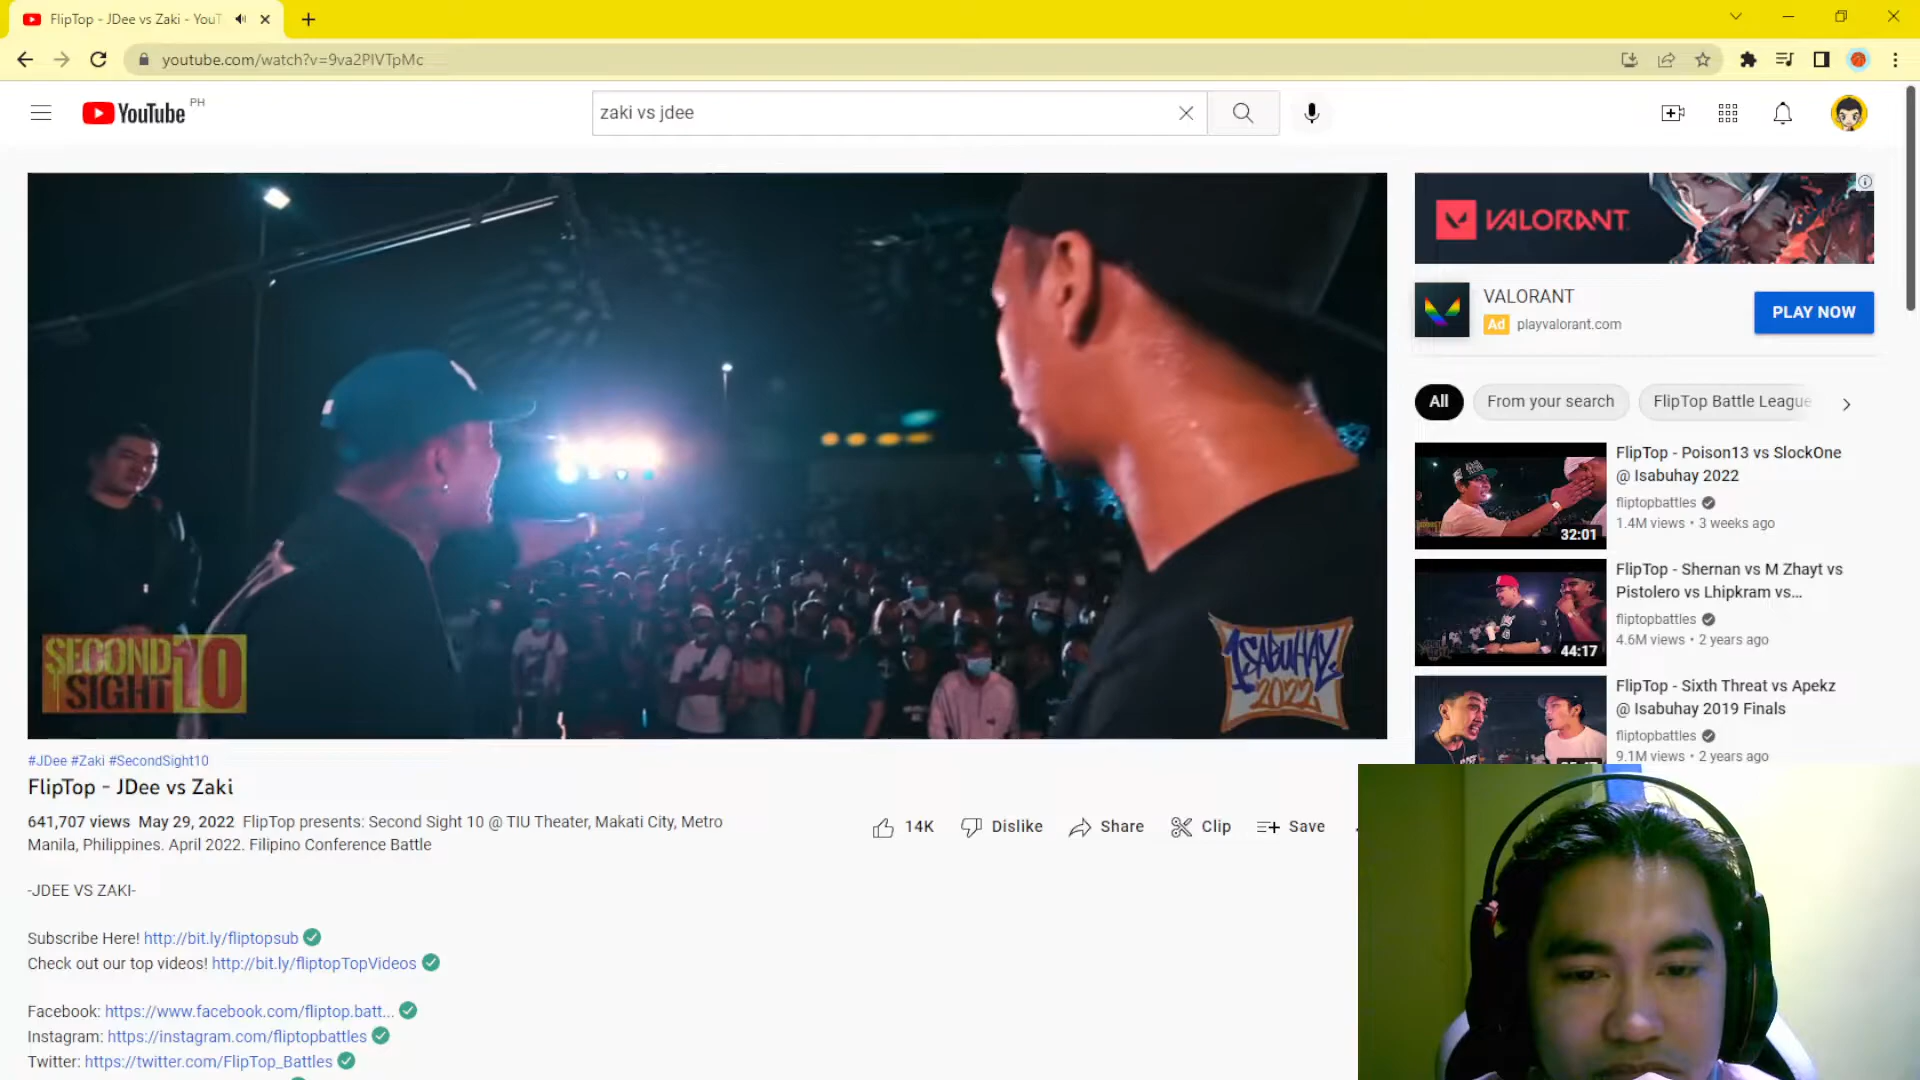 FlipTop - JDee vs Zaki - YouT
youtube.com/watch?v=9va2PlVTpMc
YouTube PH
zaki vs jdee
SECOND
SIGHT 10
ISABUHAY
2022
#JDee #Zaki #SecondSight10
FlipTop - JDee vs Zaki
641,707 views May 29, 2022 FlipTop presents: Second Sight 10 @ TIU Theater, Makati City, Metro
Manila, Philippines. April 2022. Filipino Conference Battle
14K Dislike Share Clip Save
-JDEE VS ZAKI-
Subscribe Here! http://bit.ly/fliptopsub
Check out our top videos! http://bit.ly/fliptopTopVideos
Facebook: https://www.facebook.com/fliptop.batt...
Instagram: https://instagram.com/fliptopbattles
Twitter: https://twitter.com/FlipTop_Battles
VALORANT
VALORANT
Ad playvalorant.com
PLAY NOW
All From your search FlipTop Battle League
FlipTop - Poison13 vs SlockOne
@ Isabuhay 2022
fliptopbattles
1.4M views • 3 weeks ago
32:01
FlipTop - Shernan vs M Zhayt vs
Pistolero vs Lhipkram vs...
fliptopbattles
4.6M views • 2 years ago
44:17
FlipTop - Sixth Threat vs Apekz
@ Isabuhay 2019 Finals
fliptopbattles
9.1M views • 2 years ago